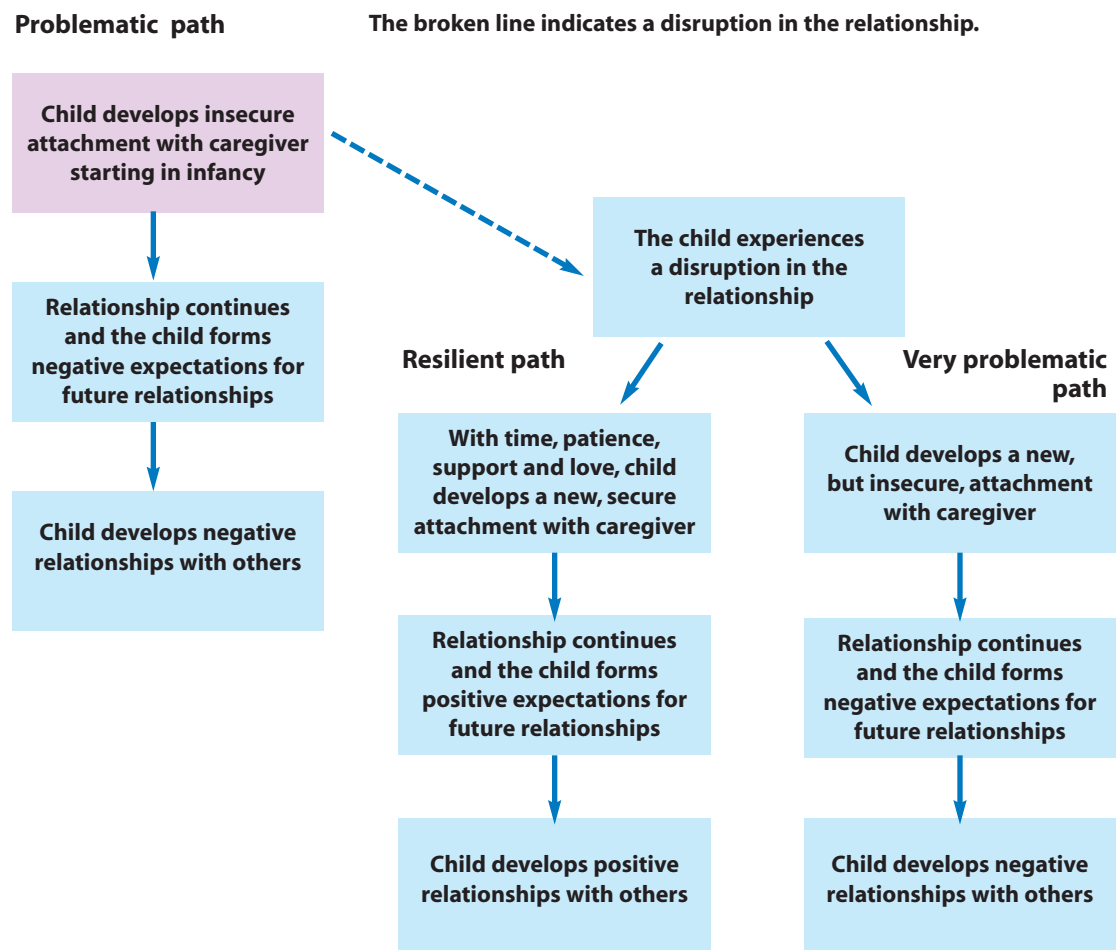 Problematic path
The broken line indicates a disruption in the relationship.
Child develops insecure
attachment with caregiver
starting in infancy
Relationship continues
and the child forms
negative expectations for
future relationships
Child develops negative
relationships with others
The child experiences
a disruption in the
relationship
Resilient path
With time, patience,
support and love, child
develops a new, secure
attachment with caregiver
Relationship continues
and the child forms
positive expectations for
future relationships
Child develops positive
relationships with others
Very problematic
path
Child develops a new,
but insecure, attachment
with caregiver
Relationship continues
and the child forms
negative expectations for
future relationships
Child develops negative
relationships with others